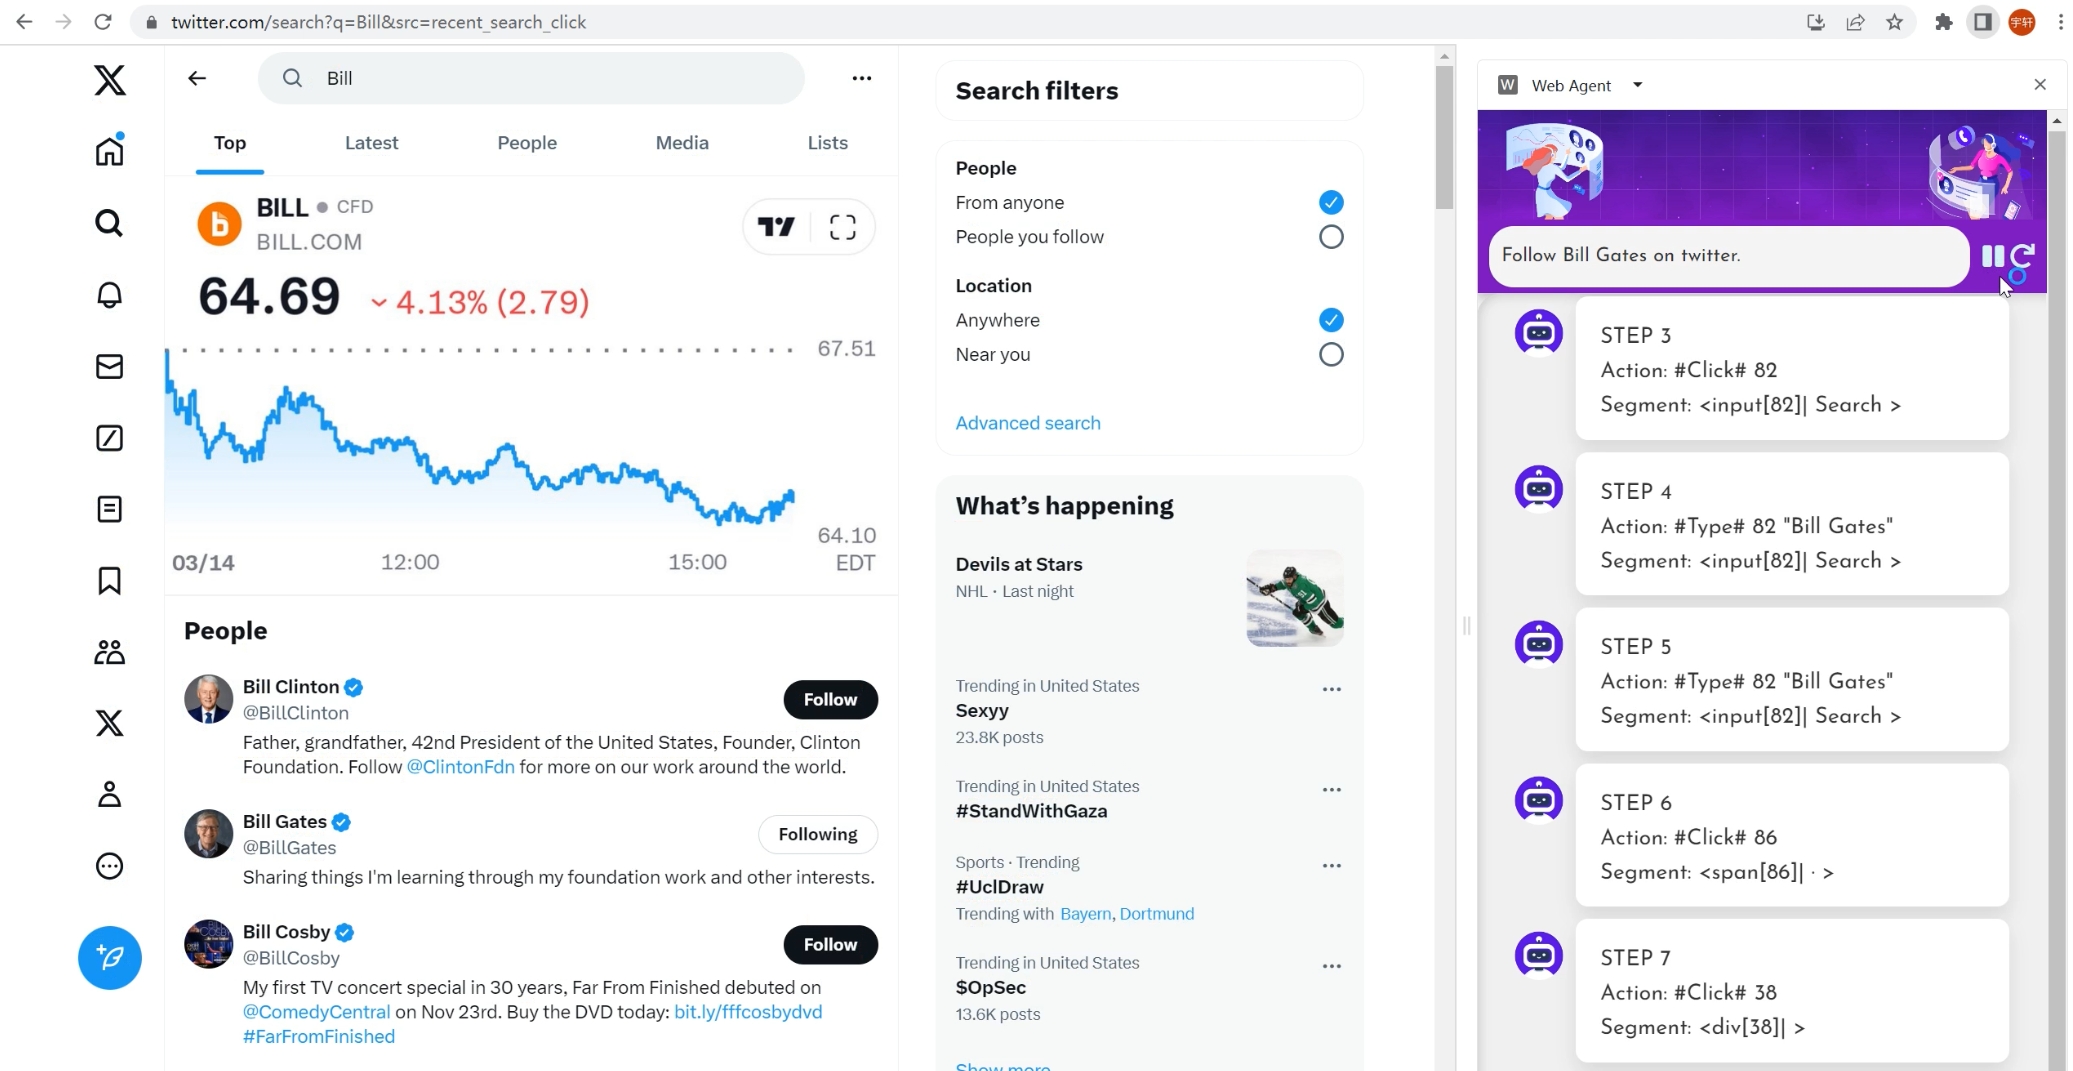 twitter.com/search?q=Bill&src=recent_search_click
宇轩
Bill
Top
Latest
People
Media
Lists
BILL CFD
BILL.COM
64.69 4.13% (2.79)
67.51
64.10
03/14
12:00
15:00
EDT
People
Bill Clinton
@BillClinton
Follow
Father, grandfather, 42nd President of the United States, Founder, Clinton
Foundation. Follow @ClintonFdn for more on our work around the world.
Bill Gates
@BillGates
Following
Sharing things I'm learning through my foundation work and other interests.
Bill Cosby
@BillCosby
Follow
My first TV concert special in 30 years, Far From Finished debuted on
@ComedyCentral on Nov 23rd. Buy the DVD today: bit.ly/fffcosbydvd
#FarFromFinished
Search filters
People
From anyone
People you follow
Location
Anywhere
Near you
Advanced search
What's happening
Devils at Stars
NHL · Last night
Trending in United States
Sexyy
23.8K posts
Trending in United States
#StandWithGaza
Sports · Trending
#UclDraw
Trending with Bayern, Dortmund
Trending in United States
$OpSec
13.6K posts
Show more
W Web Agent
Follow Bill Gates on twitter.
STEP 3
Action: #Click# 82
Segment: <input[82]| Search >
STEP 4
Action: #Type# 82 "Bill Gates"
Segment: <input[82]| Search >
STEP 5
Action: #Type# 82 "Bill Gates"
Segment: <input[82]| Search >
STEP 6
Action: #Click# 86
Segment: <span[86]| · >
STEP 7
Action: #Click# 38
Segment: <div[38]| >